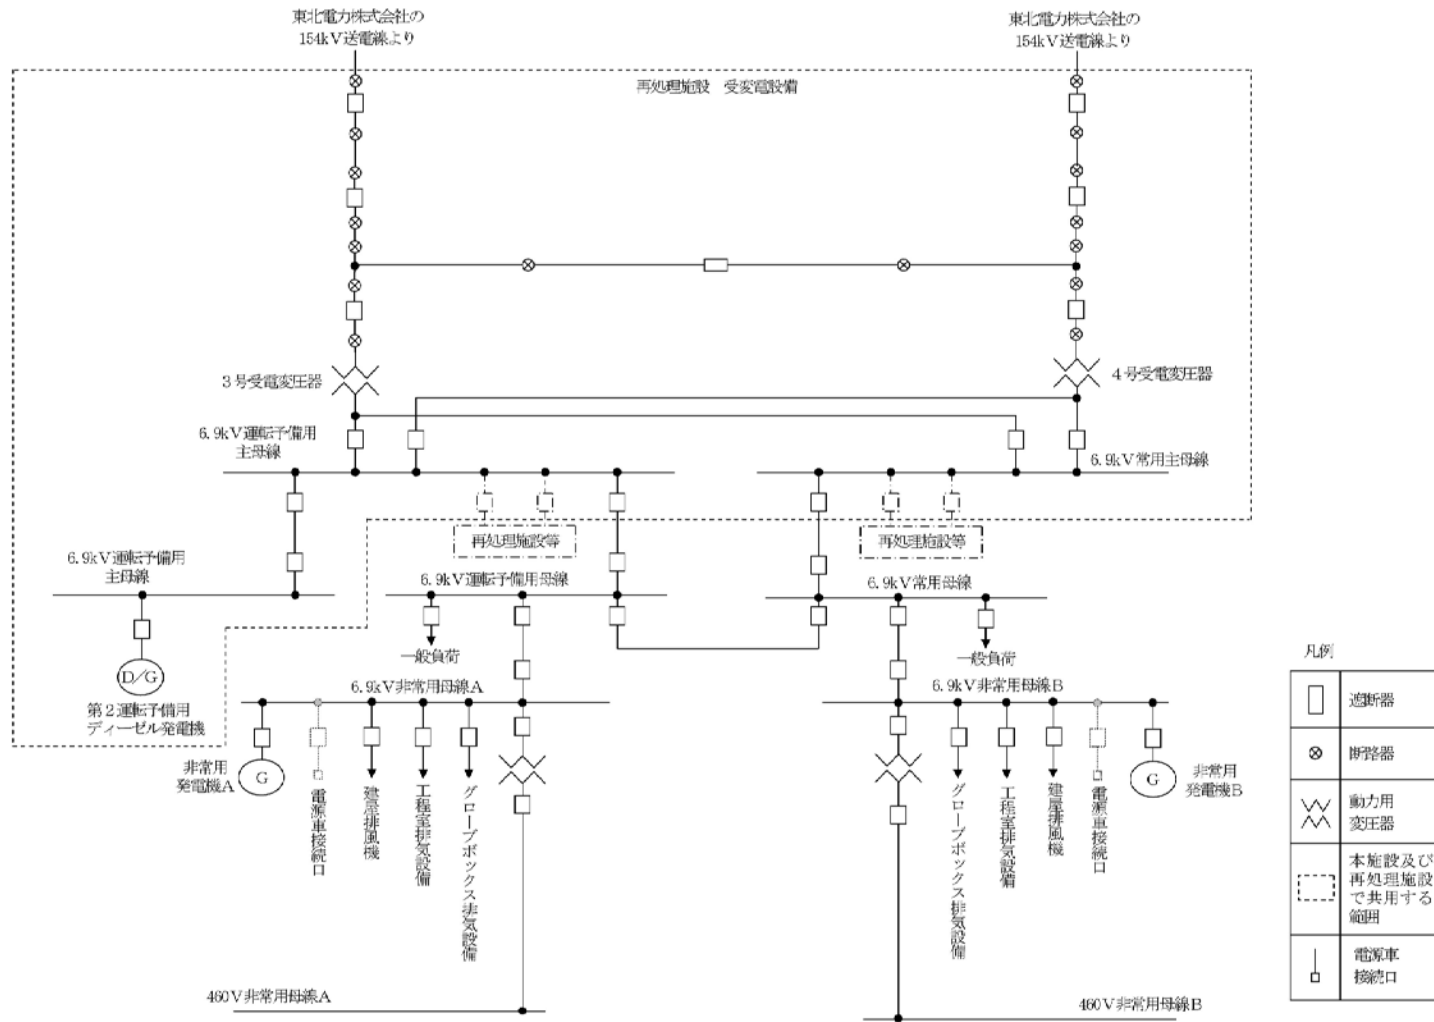 東北電力株式会社の
154kV送電線より
東北電力株式会社の
154kV送電線より
再処理施設 受変電設備
3号受電変圧器
4号受電変圧器
6.9kV運転予備用
主母線
6.9kV常用主母線
再処理施設等
再処理施設等
6.9kV運転予備用
主母線
6.9kV運転予備用母線
6.9kV常用母線
一般負荷
一般負荷
D/G
第2運転予備用
ディーゼル発電機
6.9kV非常用母線A
6.9kV非常用母線B
非常用
発電機A
G
電源車接続口
建屋排風機
工程室排気設備
グローブボックス排気設備
グローブボックス排気設備
工程室排気設備
建屋排風機
電源車接続口
G
非常用
発電機B
460V非常用母線A
460V非常用母線B
凡例
遮断器
断路器
動力用
変圧器
本施設及び
再処理施設
で共用する
範囲
電源車
接続口